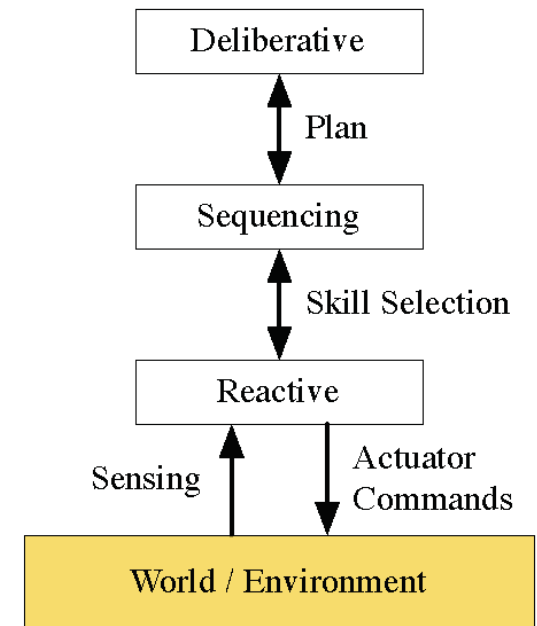 Deliberative
Plan
Sequencing
Skill Selection
Reactive
Sensing
Actuator
Commands
World / Environment